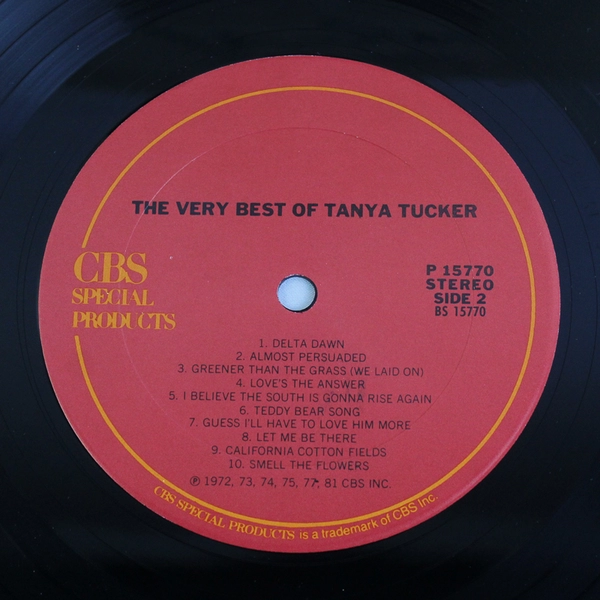 THE VERY BEST OF TANYA TUCKER
CBS
SPECIAL
PRODUCTS
P 15770
STEREO
SIDE 2
BS 15770
1. DELTA DAWN
2. ALMOST PERSUADED
3. GREENER THAN THE GRASS (WE LAID ON)
4. LOVE'S THE ANSWER
5. I BELIEVE THE SOUTH IS GONNA RISE AGAIN
6. TEDDY BEAR SONG
7. GUESS I'LL HAVE TO LOVE HIM MORE
8. LET ME BE THERE
9. CALIFORNIA COTTON FIELDS
10. SMELL THE FLOWERS
℗ 1972, 73, 74, 75, 77, 81 CBS INC.
CBS SPECIAL PRODUCTS is a trademark of CBS Inc.